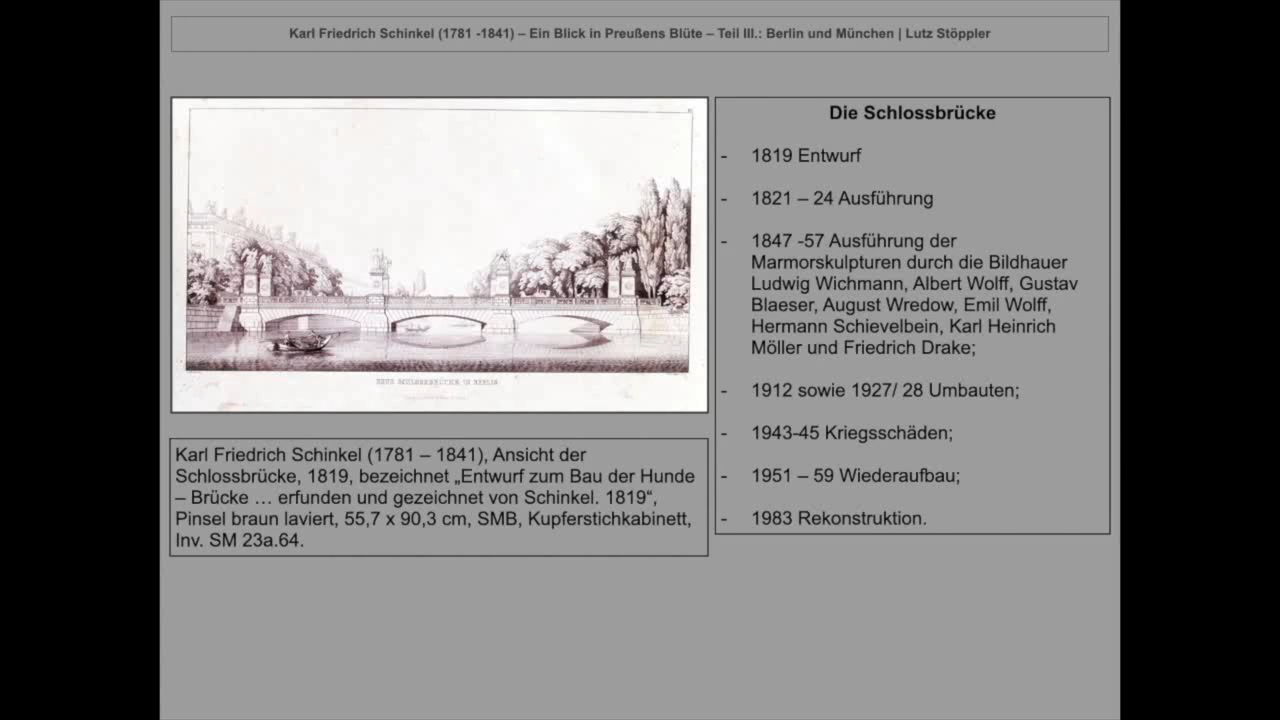 Karl Friedrich Schinkel (1781 -1841) – Ein Blick in Preußens Blüte – Teil III.: Berlin und München | Lutz Stöppler
NEUE SCHLOSSBRÜCKE IN BERLIN
Karl Friedrich Schinkel (1781 – 1841), Ansicht der
Schlossbrücke, 1819, bezeichnet „Entwurf zum Bau der Hunde
– Brücke … erfunden und gezeichnet von Schinkel. 1819“,
Pinsel braun laviert, 55,7 x 90,3 cm, SMB, Kupferstichkabinett,
Inv. SM 23a.64.
Die Schlossbrücke
- 1819 Entwurf
- 1821 – 24 Ausführung
- 1847 -57 Ausführung der
Marmorskulpturen durch die Bildhauer
Ludwig Wichmann, Albert Wolff, Gustav
Blaeser, August Wredow, Emil Wolff,
Hermann Schievelbein, Karl Heinrich
Möller und Friedrich Drake;
- 1912 sowie 1927/ 28 Umbauten;
- 1943-45 Kriegsschäden;
- 1951 – 59 Wiederaufbau;
- 1983 Rekonstruktion.